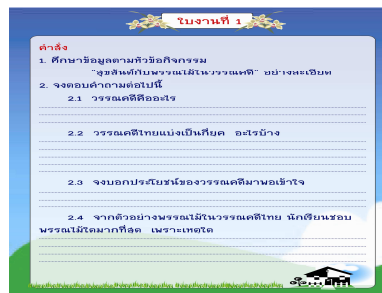 ใบงานที่ 1
คำสั่ง
1. ศึกษาข้อมูลตามหัวข้อกิจกรรม
"สุขสันต์กับพรรณไม้ในวรรณคดี" อย่างละเอียด
2. จงตอบคำถามต่อไปนี้
2.1 วรรณคดีคืออะไร
2.2 วรรณคดีไทยแบ่งเป็นกี่ยุค อะไรบ้าง
2.3 จงบอกประโยชน์ของวรรณคดีมาพอเข้าใจ
2.4 จากตัวอย่างพรรณไม้ในวรรณคดีไทย นักเรียนชอบ
พรรณไม้ใดมากที่สุด เพราะเหตุใด